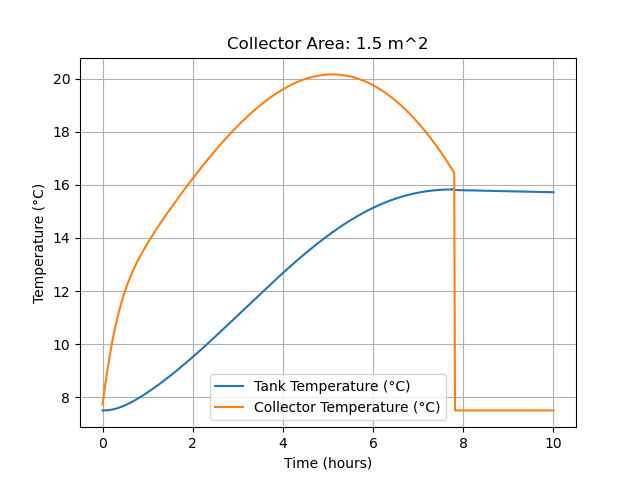 Collector Area: 1.5 m^2
Temperature (°C)
20
18
16
14
12
10
8
Tank Temperature (°C)
Collector Temperature (°C)
0 2 4 6 8 10
Time (hours)